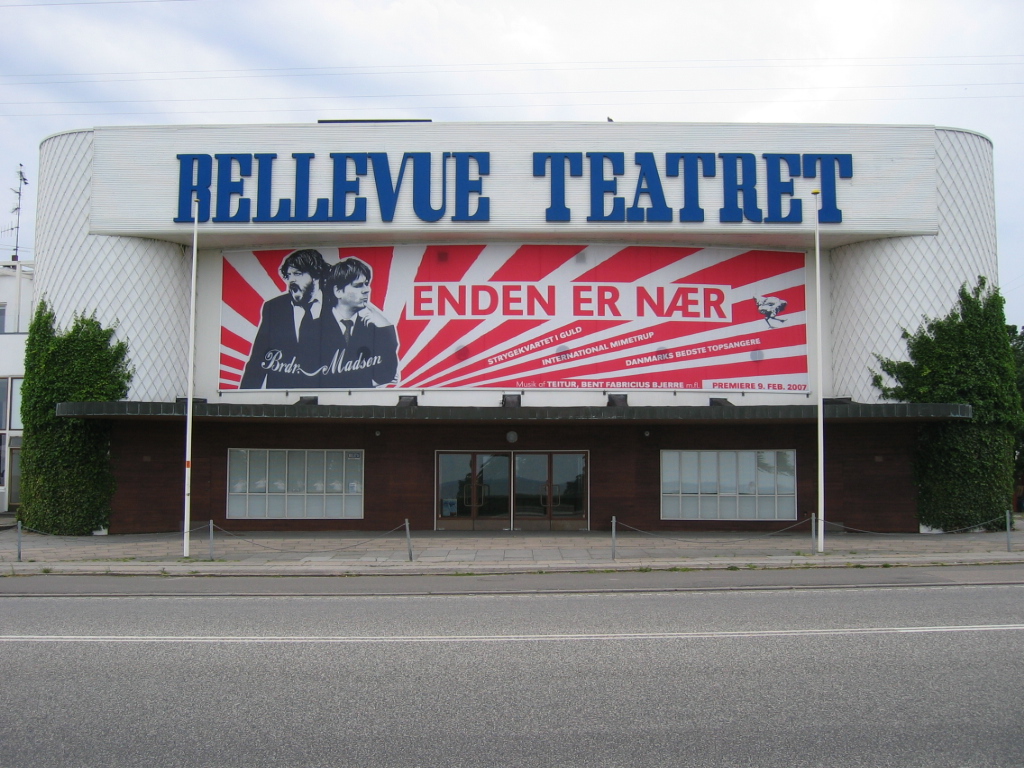 BELLEVUE TEATRET
ENDEN ER NÆR
STRYGEKVARTET I GULD
INTERNATIONAL MIMETRUP
DANMARKS BEDSTE TOPSANGERE
Brdr. Madsen
Musik af TEITUR, BENT FABRICIUS BJERRE m.fl. PREMIERE 9. FEB. 2007